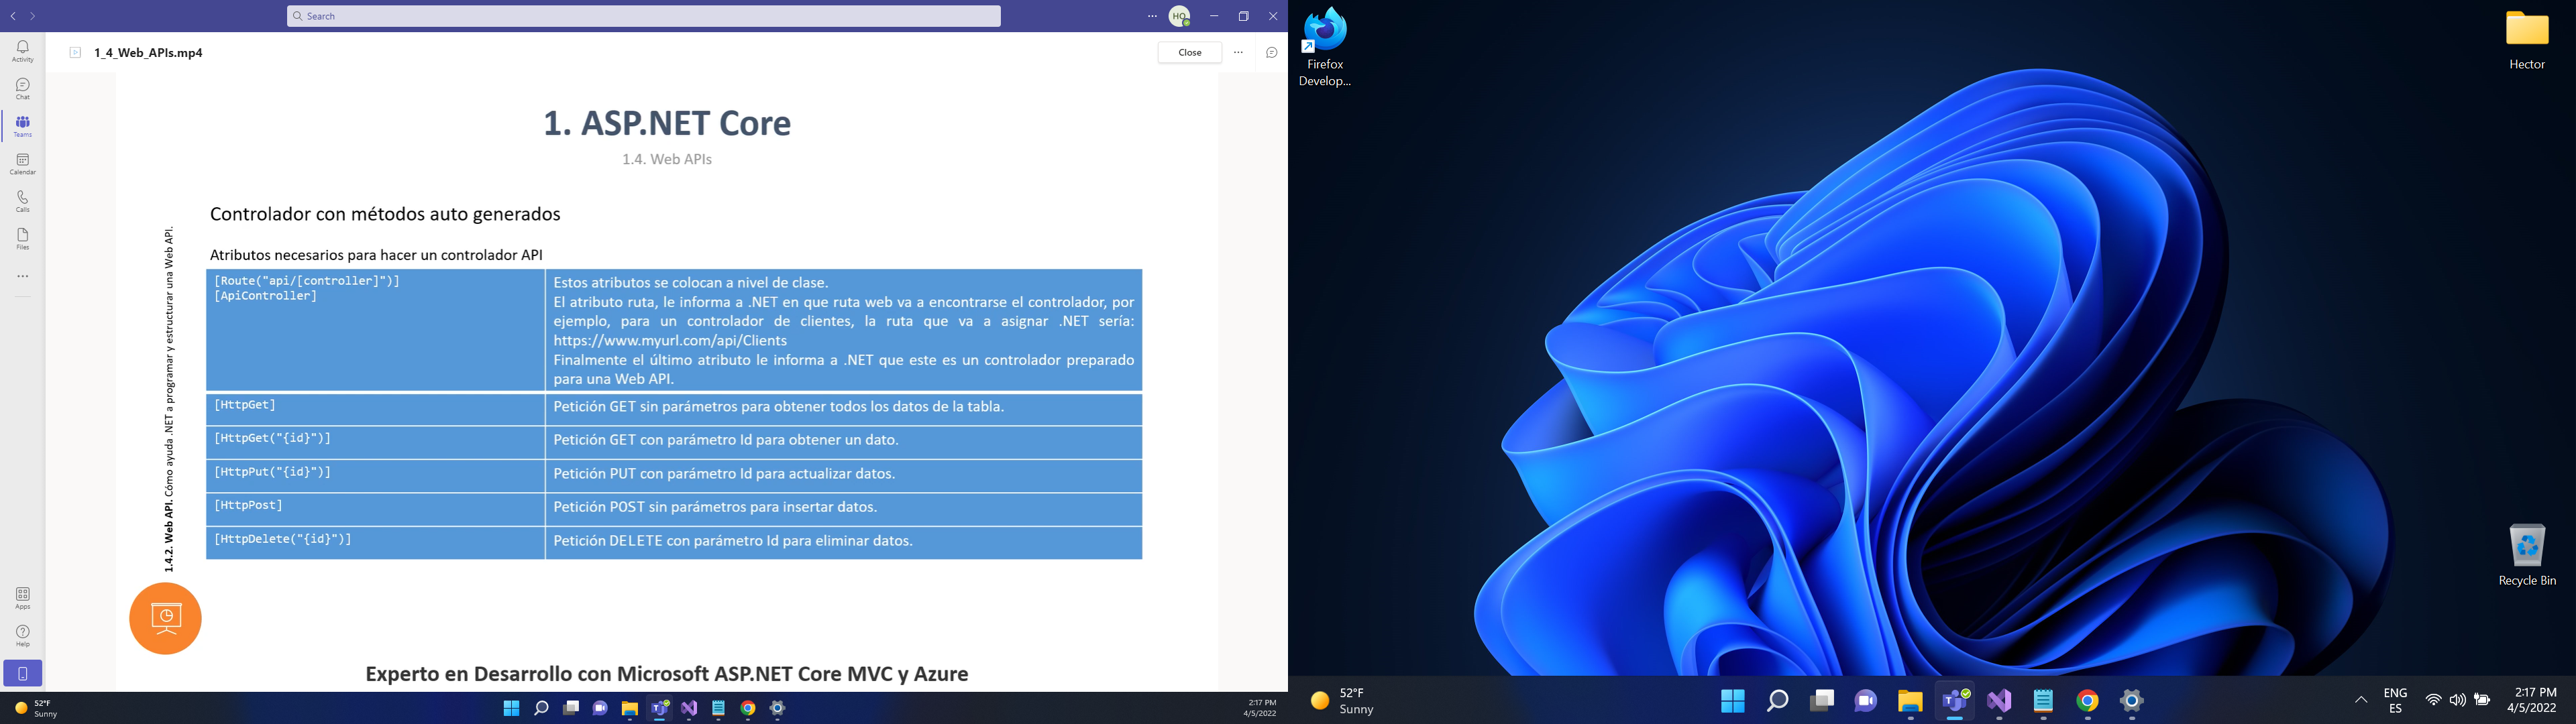 Search
HQ
Activity
Chat
Teams
Calendar
Calls
Files
Apps
Help
1_4_Web_APIs.mp4
Close
1. ASP.NET Core
1.4. Web APIs
1.4.2. Web API. Cómo ayuda .NET a programar y estructurar una Web API.
Controlador con métodos auto generados
Atributos necesarios para hacer un controlador API
[Route("api/[controller]")]
[ApiController]
Estos atributos se colocan a nivel de clase.
El atributo ruta, le informa a .NET en que ruta web va a encontrarse el controlador, por
ejemplo, para un controlador de clientes, la ruta que va a asignar .NET sería:
https://www.myurl.com/api/Clients
Finalmente el último atributo le informa a .NET que este es un controlador preparado
para una Web API.
[HttpGet]
Petición GET sin parámetros para obtener todos los datos de la tabla.
[HttpGet("{id}")]
Petición GET con parámetro Id para obtener un dato.
[HttpPut("{id}")]
Petición PUT con parámetro Id para actualizar datos.
[HttpPost]
Petición POST sin parámetros para insertar datos.
[HttpDelete("{id}")]
Petición DELETE con parámetro Id para eliminar datos.
Experto en Desarrollo con Microsoft ASP.NET Core MVC y Azure
52°F
Sunny
2:17 PM
4/5/2022
Firefox
Develop...
Hector
Recycle Bin
52°F
Sunny
ENG
ES
2:17 PM
4/5/2022